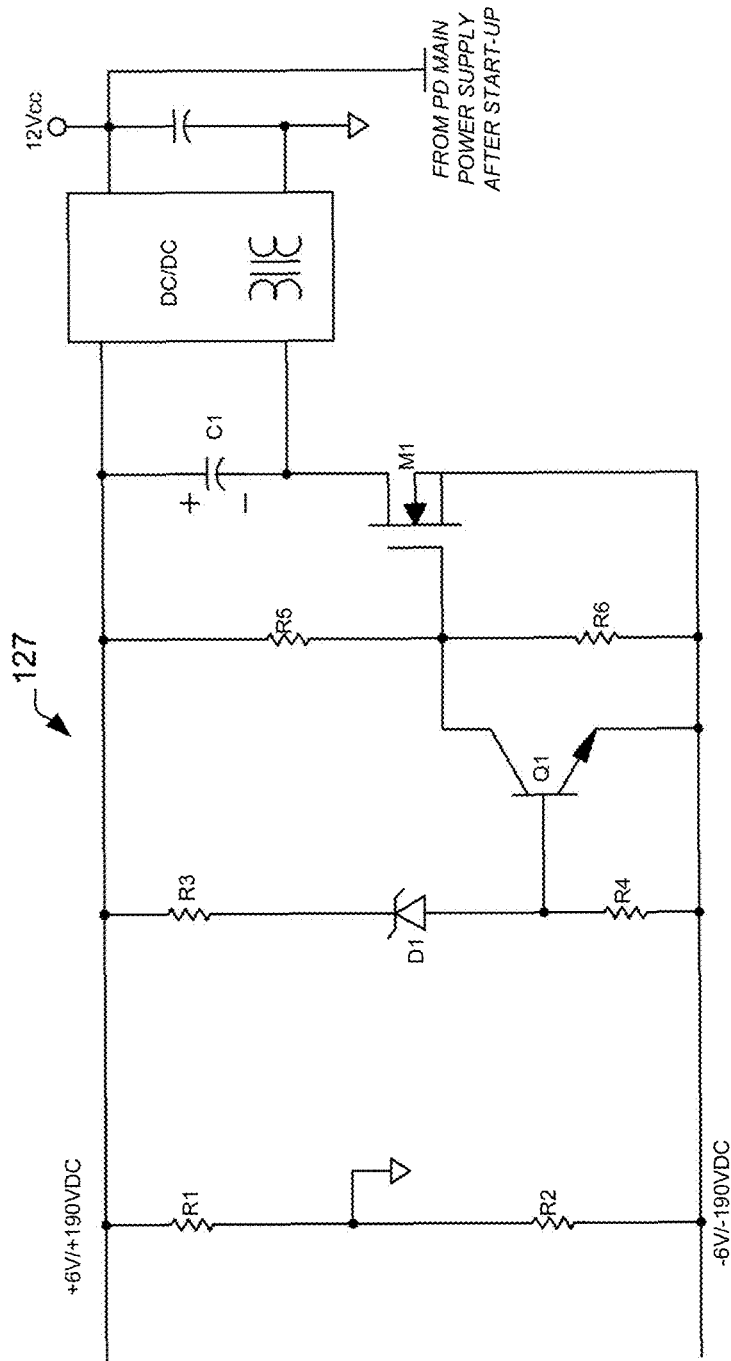 127
+6V/+190VDC
-6V/-190VDC
R1
R2
R3
D1
R4
Q1
R5
R6
C1
+
−
M1
DC/DC
12Vcc
FROM PD MAIN
POWER SUPPLY
AFTER START-UP